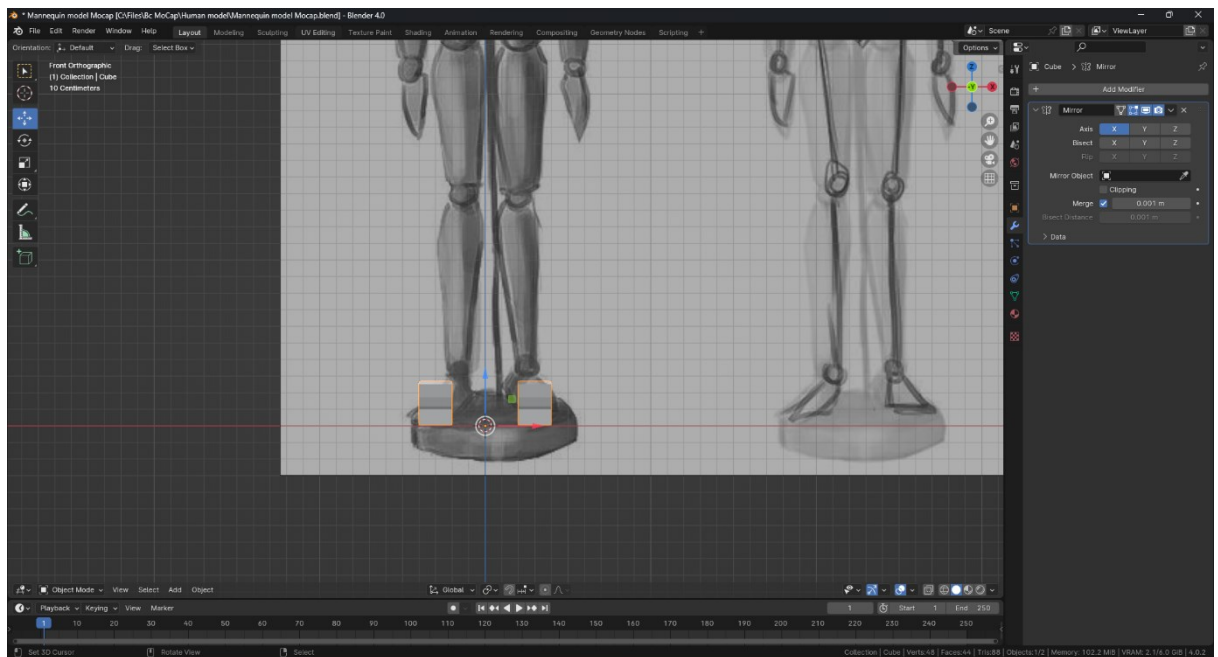 * Mannequin model Mocap [C:\Files\Bc MoCap\Human model\Mannequin model Mocap.blend] - Blender 4.0
File Edit Render Window Help Layout Modeling Sculpting UV Editing Texture Paint Shading Animation Rendering Compositing Geometry Nodes Scripting + Scene ViewLayer
Orientation: Default Drag: Select Box Options
Front Orthographic
(1) Collection | Cube
10 Centimeters
Z
-Y
X
Cube > Mirror
+ Add Modifier
Mirror
Axis X Y Z
Bisect X Y Z
Flip X Y Z
Mirror Object
Clipping
Merge 0.001 m
Bisect Distance 0.001 m
> Data
Object Mode View Select Add Object Global
Playback Keying View Marker 1 Start 1 End 250
1 10 20 30 40 50 60 70 80 90 100 110 120 130 140 150 160 170 180 190 200 210 220 230 240 250
Set 3D Cursor Rotate View Select Collection | Cube | Verts:48 | Faces:44 | Tris:88 | Objects:1/2 | Memory: 102.2 MiB | VRAM: 2.1/6.0 GiB | 4.0.2